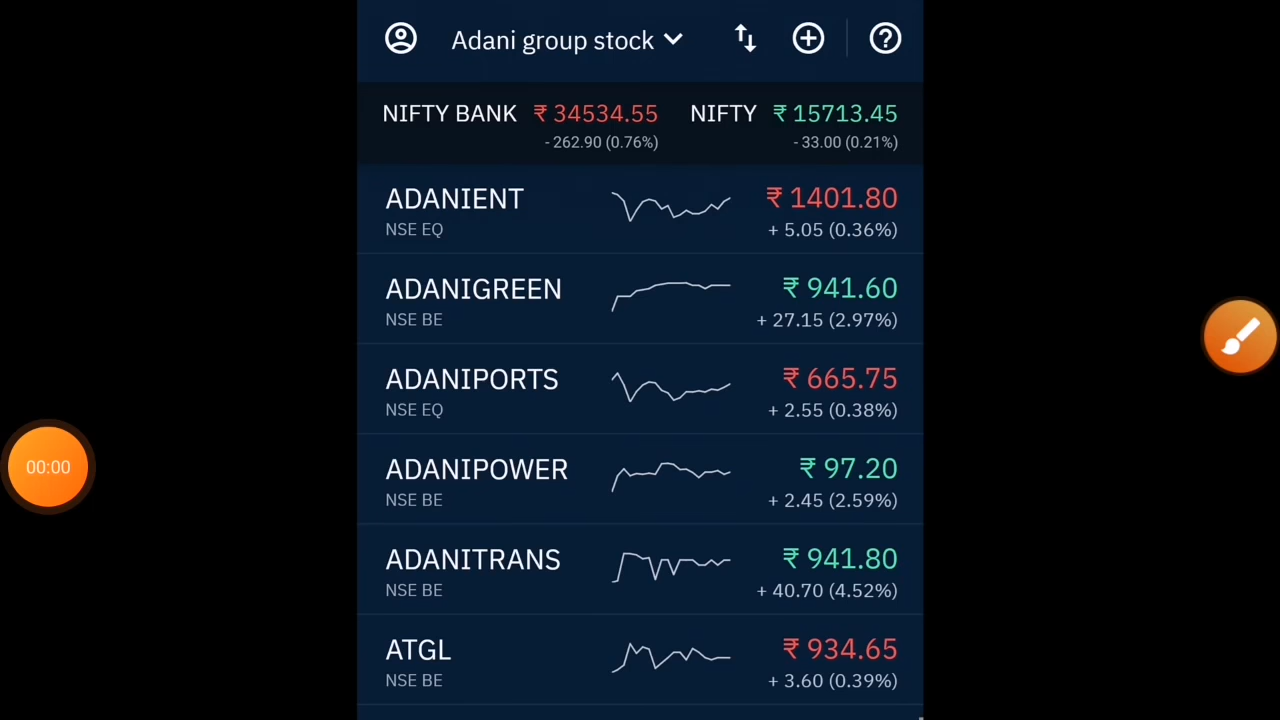 Adani group stock
NIFTY BANK ₹ 34534.55 NIFTY ₹ 15713.45
- 262.90 (0.76%) - 33.00 (0.21%)
ADANIENT ₹ 1401.80
NSE EQ + 5.05 (0.36%)
ADANIGREEN ₹ 941.60
NSE BE + 27.15 (2.97%)
ADANIPORTS ₹ 665.75
NSE EQ + 2.55 (0.38%)
00:00
ADANIPOWER ₹ 97.20
NSE BE + 2.45 (2.59%)
ADANITRANS ₹ 941.80
NSE BE + 40.70 (4.52%)
ATGL ₹ 934.65
NSE BE + 3.60 (0.39%)